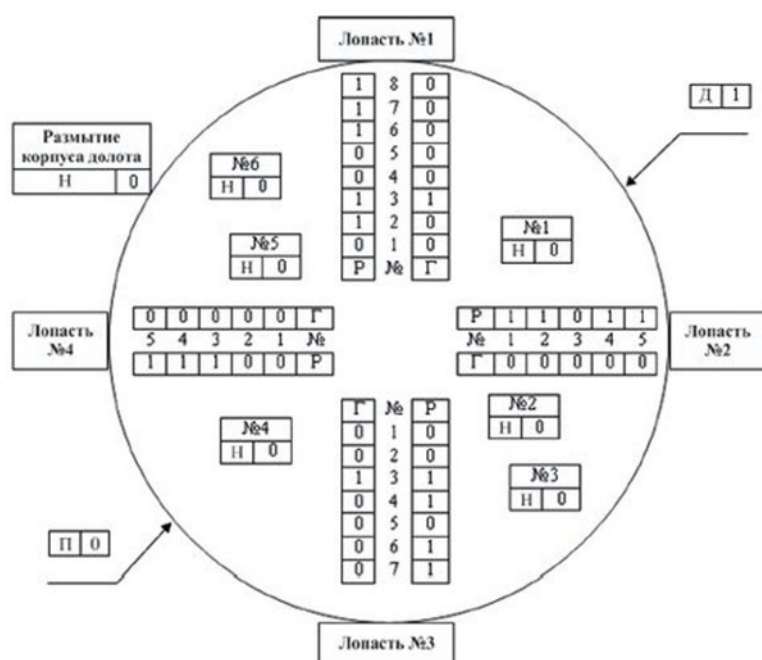 Лопасть №1
1 8 0
1 7 0
1 6 0
0 5 0
0 4 0
1 3 1
1 2 0
0 1 0
Р № Г
Д 1
Размытие
корпуса долота
Н 0
№6
Н 0
№5
Н 0
№1
Н 0
Лопасть
№4
0 0 0 0 0 Г
5 4 3 2 1 №
1 1 1 0 0 Р
Р 1 1 0 1 1
№ 1 2 3 4 5
Г 0 0 0 0 0
Лопасть
№2
№4
Н 0
Г № Р
0 1 0
0 2 0
1 3 1
0 4 1
0 5 0
0 6 1
0 7 1
№2
Н 0
№3
Н 0
П 0
Лопасть №3